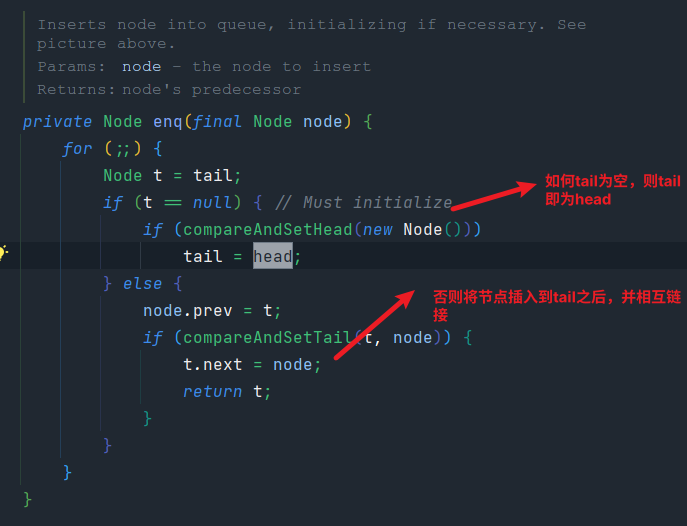 Inserts node into queue, initializing if necessary. See
picture above.
Params: node – the node to insert
Returns: node's predecessor
private Node enq(final Node node) {
for (;;) {
Node t = tail;
if (t == null) { // Must initialize
if (compareAndSetHead(new Node()))
tail = head;
} else {
node.prev = t;
if (compareAndSetTail(t, node)) {
t.next = node;
return t;
}
}
}
}
如何tail为空，则tail
即为head
否则将节点插入到tail之后，并相互链
接